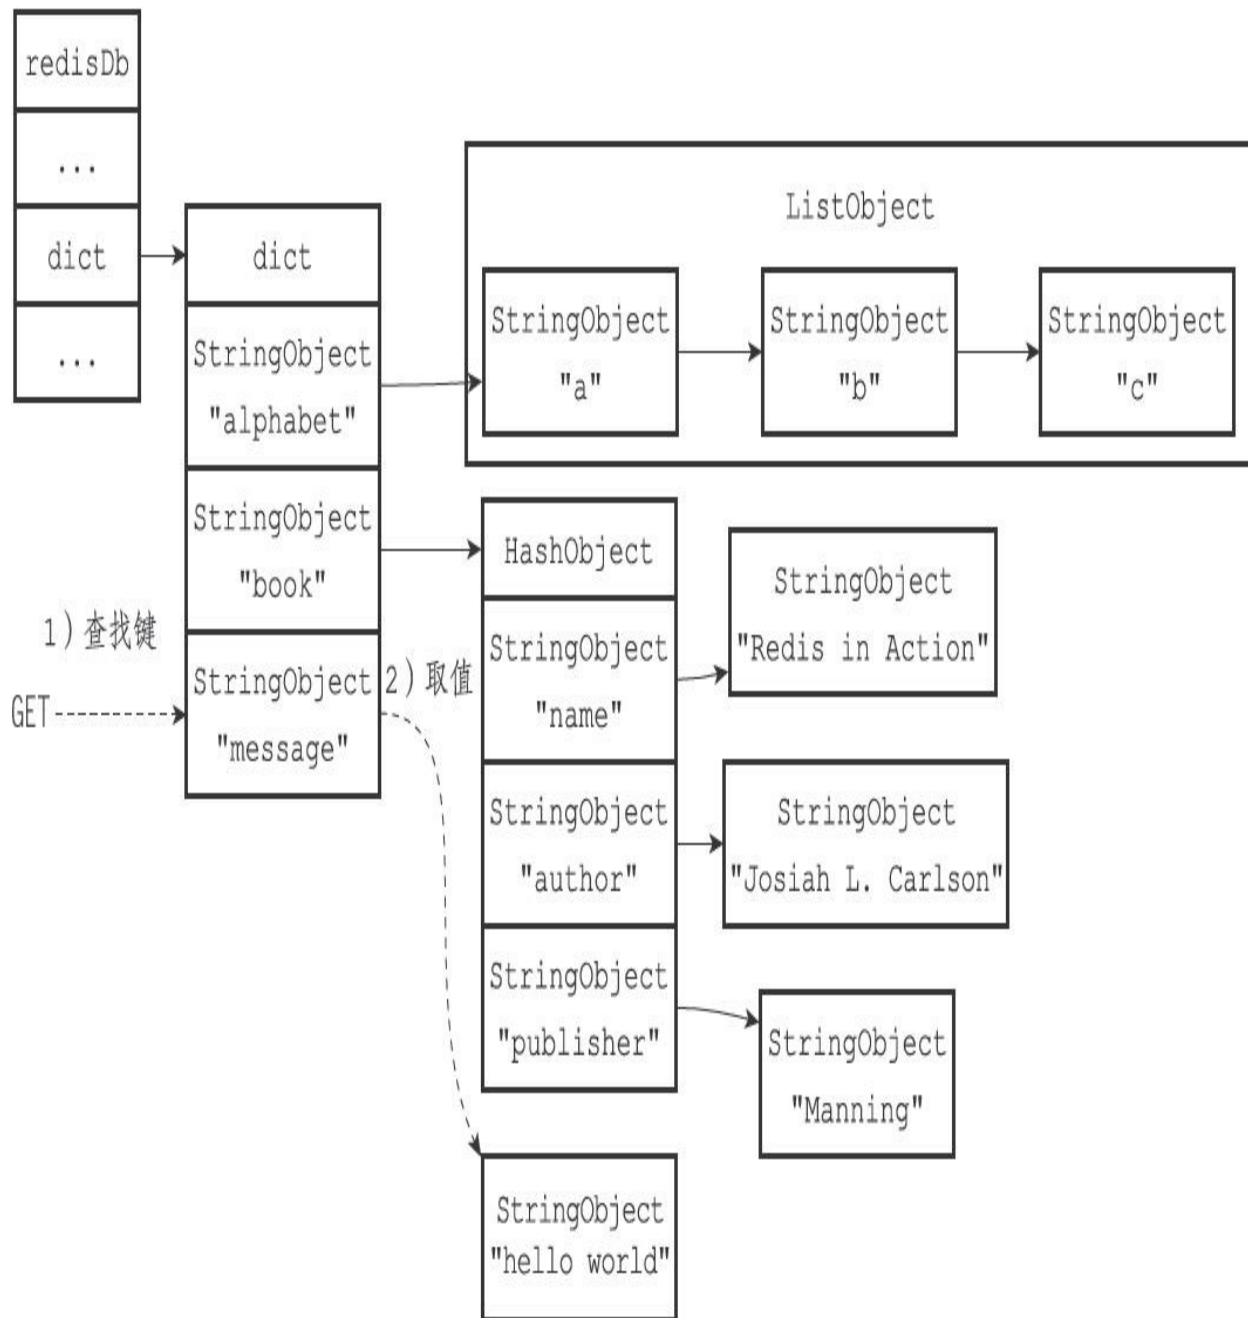 redisDb
...
dict
...
dict
StringObject
"alphabet"
StringObject
"book"
StringObject
"message"
1）查找键
GET
2）取值
ListObject
StringObject
"a"
StringObject
"b"
StringObject
"c"
HashObject
StringObject
"name"
StringObject
"author"
StringObject
"publisher"
StringObject
"Redis in Action"
StringObject
"Josiah L. Carlson"
StringObject
"Manning"
StringObject
"hello world"